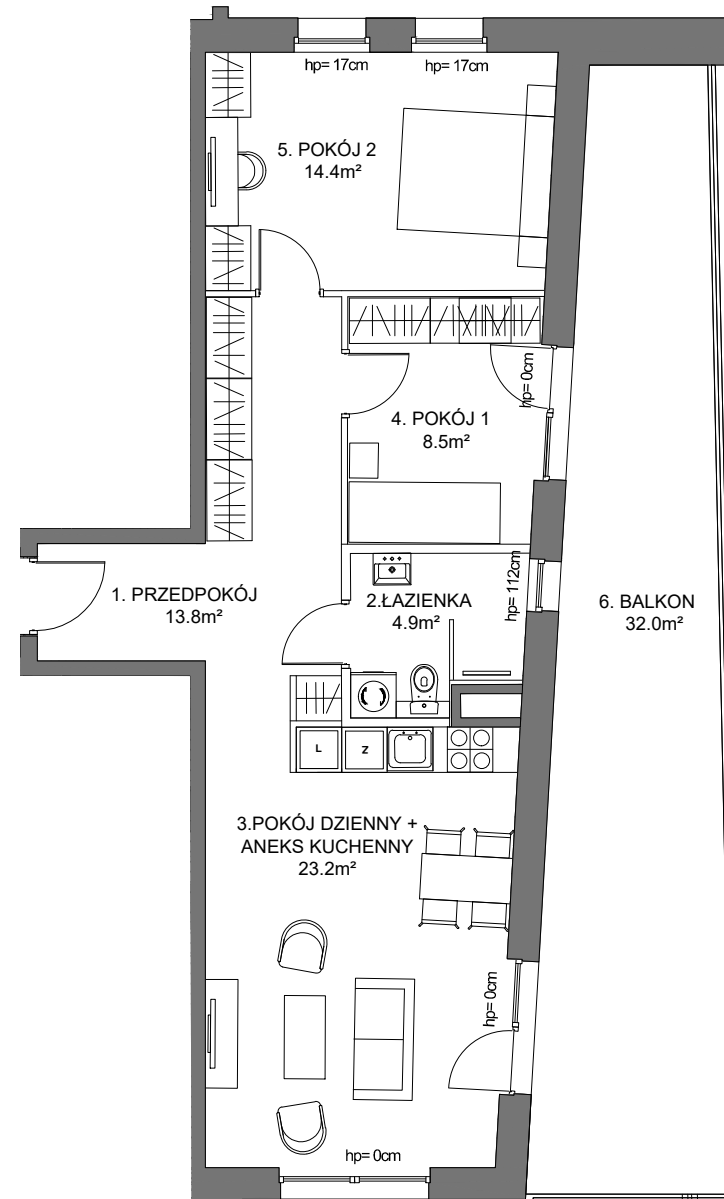 hp= 17cm
hp= 17cm
5. POKÓJ 2
14.4m²
hp= 0cm
4. POKÓJ 1
8.5m²
hp= 112cm
1. PRZEDPOKÓJ
13.8m²
2.ŁAZIENKA
4.9m²
6. BALKON
32.0m²
L
Z
3.POKÓJ DZIENNY +
ANEKS KUCHENNY
23.2m²
hp= 0cm
hp= 0cm